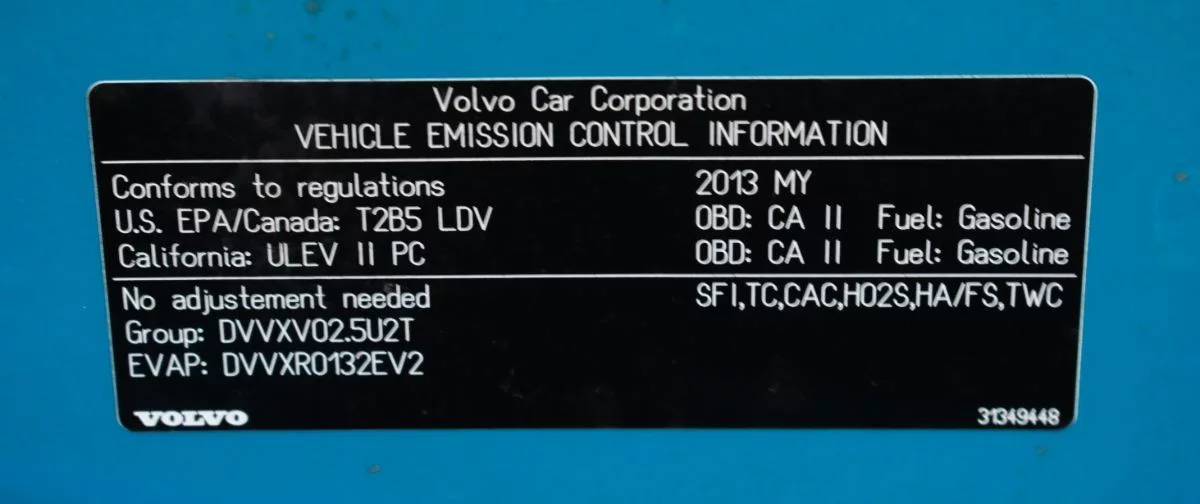 Volvo Car Corporation
VEHICLE EMISSION CONTROL INFORMATION
Conforms to regulations 2013 MY
U.S. EPA/Canada: T2B5 LDV OBD: CA II Fuel: Gasoline
California: ULEV II PC OBD: CA II Fuel: Gasoline
No adjustement needed SFI,TC,CAC,HO2S,HA/FS,TWC
Group: DVVXV02.5U2T
EVAP: DVVXR0132EV2
VOLVO 31349448